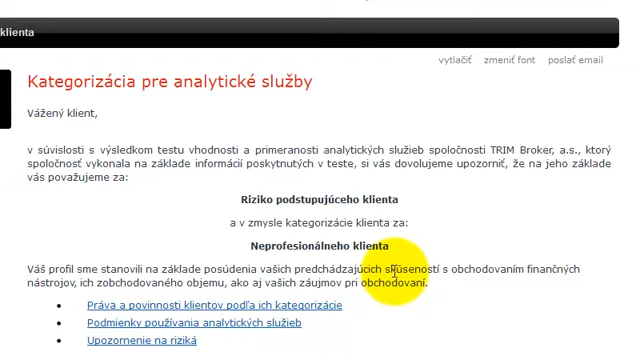 klienta
vytlačiť zmeniť font poslať email
Kategorizácia pre analytické služby
Vážený klient,
v súvislosti s výsledkom testu vhodnosti a primeranosti analytických služieb spoločnosti TRIM Broker, a.s., ktorý
spoločnosť vykonala na základe informácií poskytnutých v teste, si vás dovolujeme upozorniť, že na jeho základe
vás považujeme za:
Riziko podstupujúceho klienta
a v zmysle kategorizácie klienta za:
Neprofesionálneho klienta
Váš profil sme stanovili na základe posúdenia vašich predchádzajúcich skúseností s obchodovaním finančných
nástrojov, ich zobchodovaného objemu, ako aj vašich záujmov pri obchodovaní.
Práva a povinnosti klientov podľa ich kategorizácie
Podmienky používania analytických služieb
Upozornenie na riziká